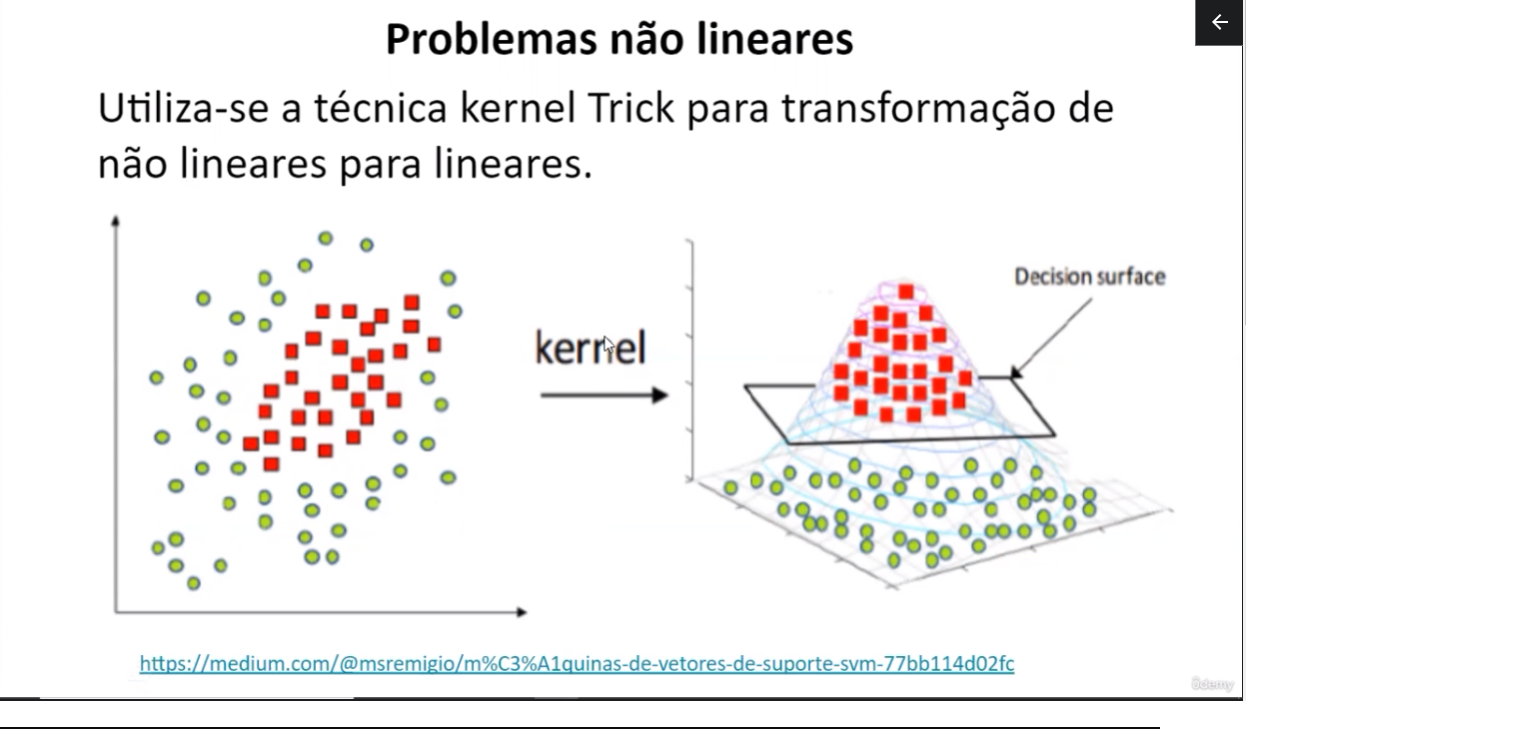 Problemas não lineares
Utiliza-se a técnica kernel Trick para transformação de
não lineares para lineares.
Decision surface
kernel
https://medium.com/@msremigio/m%C3%A1quinas-de-vetores-de-suporte-svm-77bb114d02fc
ûdemy